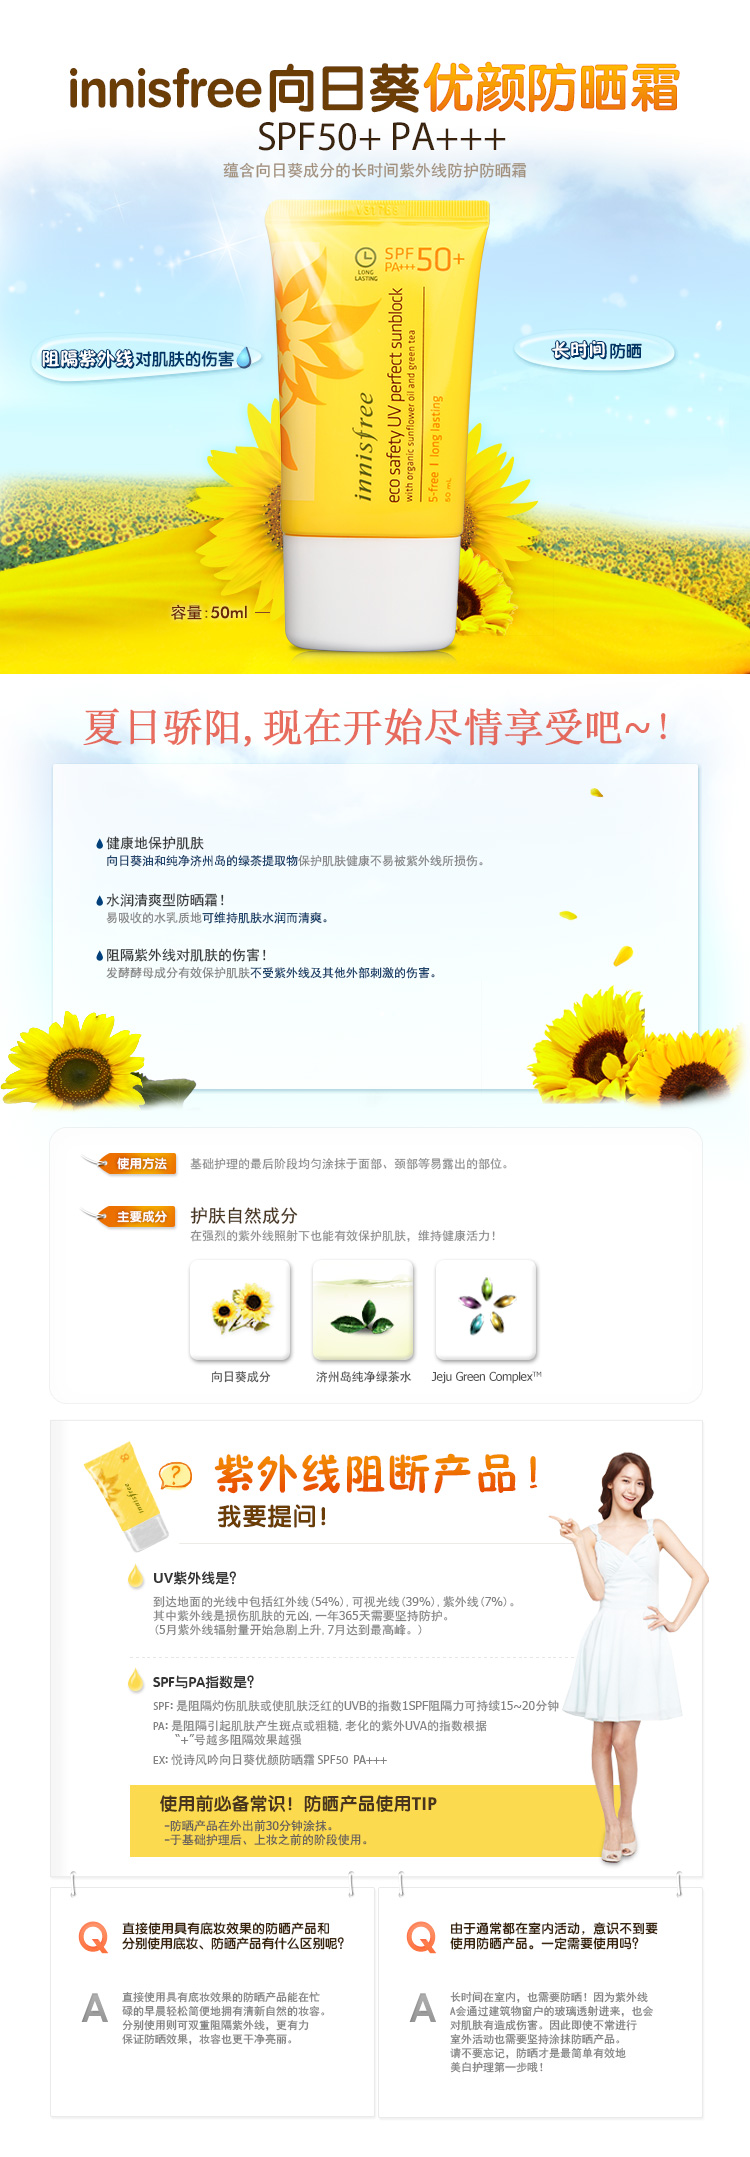 innisfree向日葵优颜防晒霜
SPF50+ PA+++
蕴含向日葵成分的长时间紫外线防护防晒霜
LONG
LASTING
SPF
PA+++ 50+
阻隔紫外线对肌肤的伤害
长时间 防晒
innisfree
eco safety UV perfect sunblock
with organic sunflower oil and green tea
5-free | long lasting
50 mL
容量:50ml
夏日骄阳, 现在开始尽情享受吧~!
健康地保护肌肤
向日葵油和纯净济州岛的绿茶提取物保护肌肤健康不易被紫外线所损伤。
水润清爽型防晒霜!
易吸收的水乳质地可维持肌肤水润而清爽。
阻隔紫外线对肌肤的伤害!
发酵酵母成分有效保护肌肤不受紫外线及其他外部刺激的伤害。
使用方法
基础护理的最后阶段均匀涂抹于面部、颈部等易露出的部位。
主要成分
护肤自然成分
在强烈的紫外线照射下也能有效保护肌肤，维持健康活力!
向日葵成分
济州岛纯净绿茶水
Jeju Green Complex™
innisfree
?
紫外线阻断产品!
我要提问!
UV紫外线是?
到达地面的光线中包括红外线(54%), 可视光线(39%), 紫外线(7%)。
其中紫外线是损伤肌肤的元凶, 一年365天需要坚持防护。
(5月紫外线辐射量开始急剧上升, 7月达到最高峰。)
SPF与PA指数是?
SPF: 是阻隔灼伤肌肤或使肌肤泛红的UVB的指数1SPF阻隔力可持续15~20分钟
PA: 是阻隔引起肌肤产生斑点或粗糙, 老化的紫外UVA的指数根据
"+"号越多阻隔效果越强
EX: 悦诗风吟向日葵优颜防晒霜 SPF50 PA+++
使用前必备常识! 防晒产品使用TIP
-防晒产品在外出前30分钟涂抹。
-于基础护理后、上妆之前的阶段使用。
Q
直接使用具有底妆效果的防晒产品和
分别使用底妆、防晒产品有什么区别呢?
A
直接使用具有底妆效果的防晒产品能在忙
碌的早晨轻松简便地拥有清新自然的妆容。
分别使用则可双重阻隔紫外线，更有力
保证防晒效果，妆容也更干净亮丽。
Q
由于通常都在室内活动，意识不到要
使用防晒产品。一定需要使用吗?
A
长时间在室内，也需要防晒! 因为紫外线
A会通过建筑物窗户的玻璃透射进来，也会
对肌肤有造成伤害。因此即使不常进行
室外活动也需要坚持涂抹防晒产品。
请不要忘记，防晒才是最简单有效地
美白护理第一步哦!